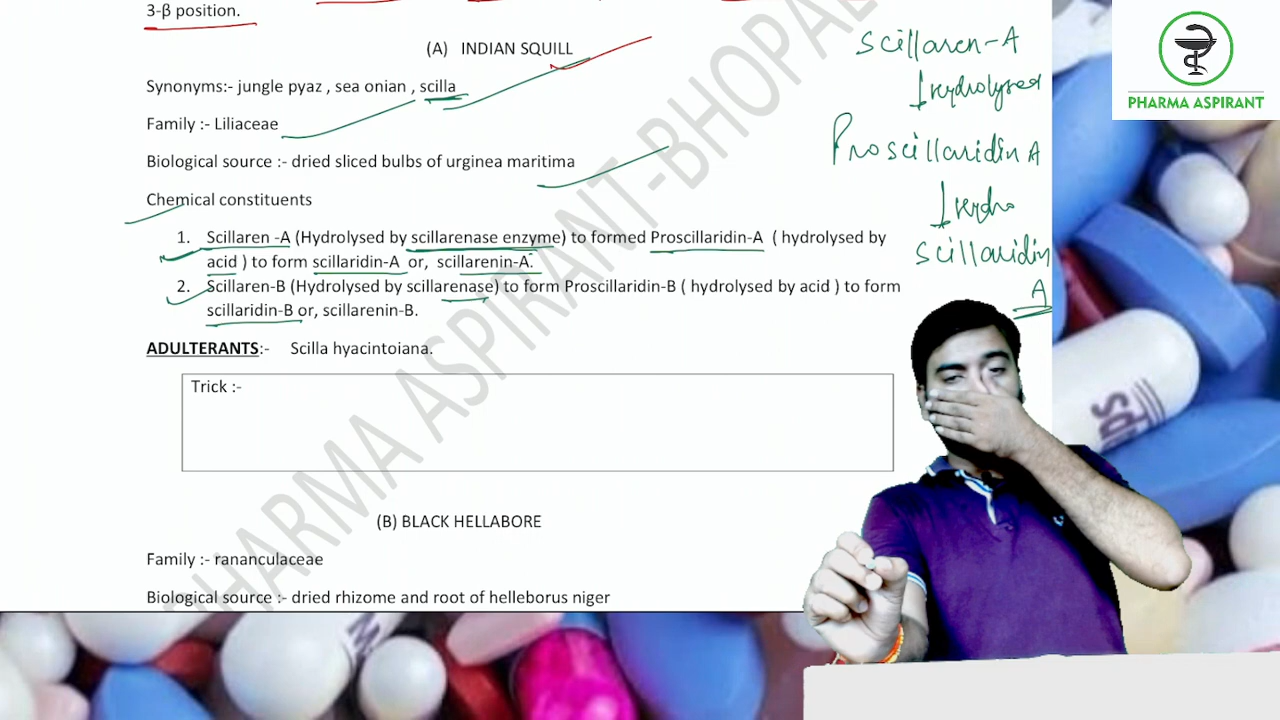 3-β position.
(A) INDIAN SQUILL
Synonyms:- jungle pyaz , sea onian , scilla
Family :- Liliaceae
Biological source :- dried sliced bulbs of urginea maritima
Chemical constituents
1. Scillaren -A (Hydrolysed by scillarenase enzyme) to formed Proscillaridin-A ( hydrolysed by
acid ) to form scillaridin-A or, scillarenin-A.
2. Scillaren-B (Hydrolysed by scillarenase) to form Proscillaridin-B ( hydrolysed by acid ) to form
scillaridin-B or, scillarenin-B.
ADULTERANTS:- Scilla hyacintoiana.
Trick :-
(B) BLACK HELLABORE
Family :- rananculaceae
Biological source :- dried rhizome and root of helleborus niger
PHARMA ASPIRANT-BHOPAL
Scillaren-A
Proscillaridin A
Scillaridin
A
PHARMA ASPIRANT